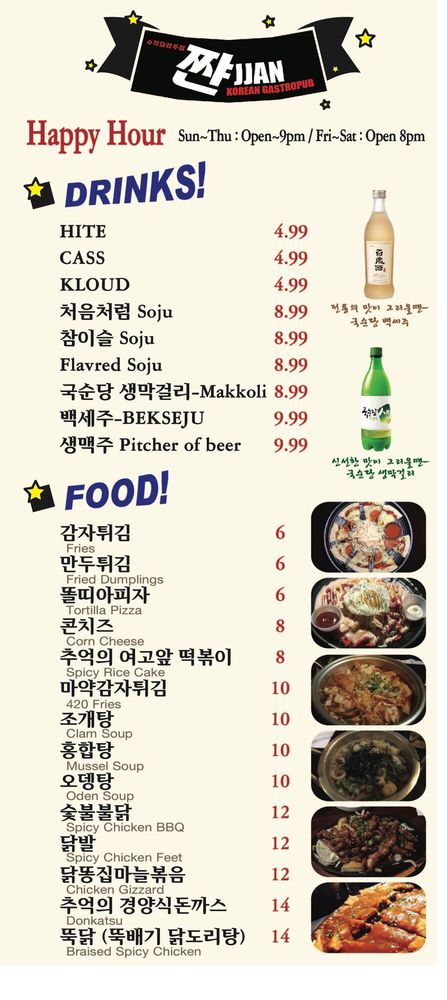 수작요리주점
짠 JJAN
KOREAN GASTROPUB
Happy Hour Sun~Thu : Open~9pm / Fri~Sat : Open 8pm
DRINKS!
HITE 4.99
CASS 4.99
KLOUD 4.99
처음처럼 Soju 8.99
참이슬 Soju 8.99
Flavred Soju 8.99
국순당 생막걸리-Makkoli 8.99
백세주-BEKSEJU 9.99
생맥주 Pitcher of beer 9.99
전통의 맛이 그리울땐~
국순당 백세주
신선한 맛이 그리울땐~
국순당 생막걸리
FOOD!
감자튀김 6
Fries
만두튀김 6
Fried Dumplings
똘띠아피자 6
Tortilla Pizza
콘치즈 8
Corn Cheese
추억의 여고앞 떡볶이 8
Spicy Rice Cake
마약감자튀김 10
420 Fries
조개탕 10
Clam Soup
홍합탕 10
Mussel Soup
오뎅탕 10
Oden Soup
숯불불닭 12
Spicy Chicken BBQ
닭발 12
Spicy Chicken Feet
닭똥집마늘볶음 12
Chicken Gizzard
추억의 경양식돈까스 14
Donkatsu
뚝닭 (뚝배기 닭도리탕) 14
Braised Spicy Chicken